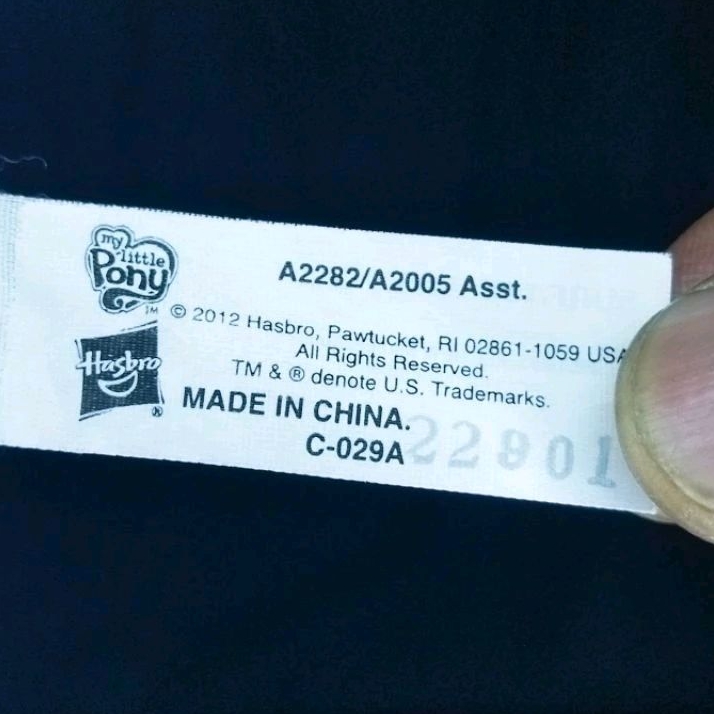 my
little
Pony
TM
A2282/A2005 Asst.
© 2012 Hasbro, Pawtucket, RI 02861-1059 USA
All Rights Reserved.
TM & ® denote U.S. Trademarks.
Hasbro
®
MADE IN CHINA.
C-029A
22901